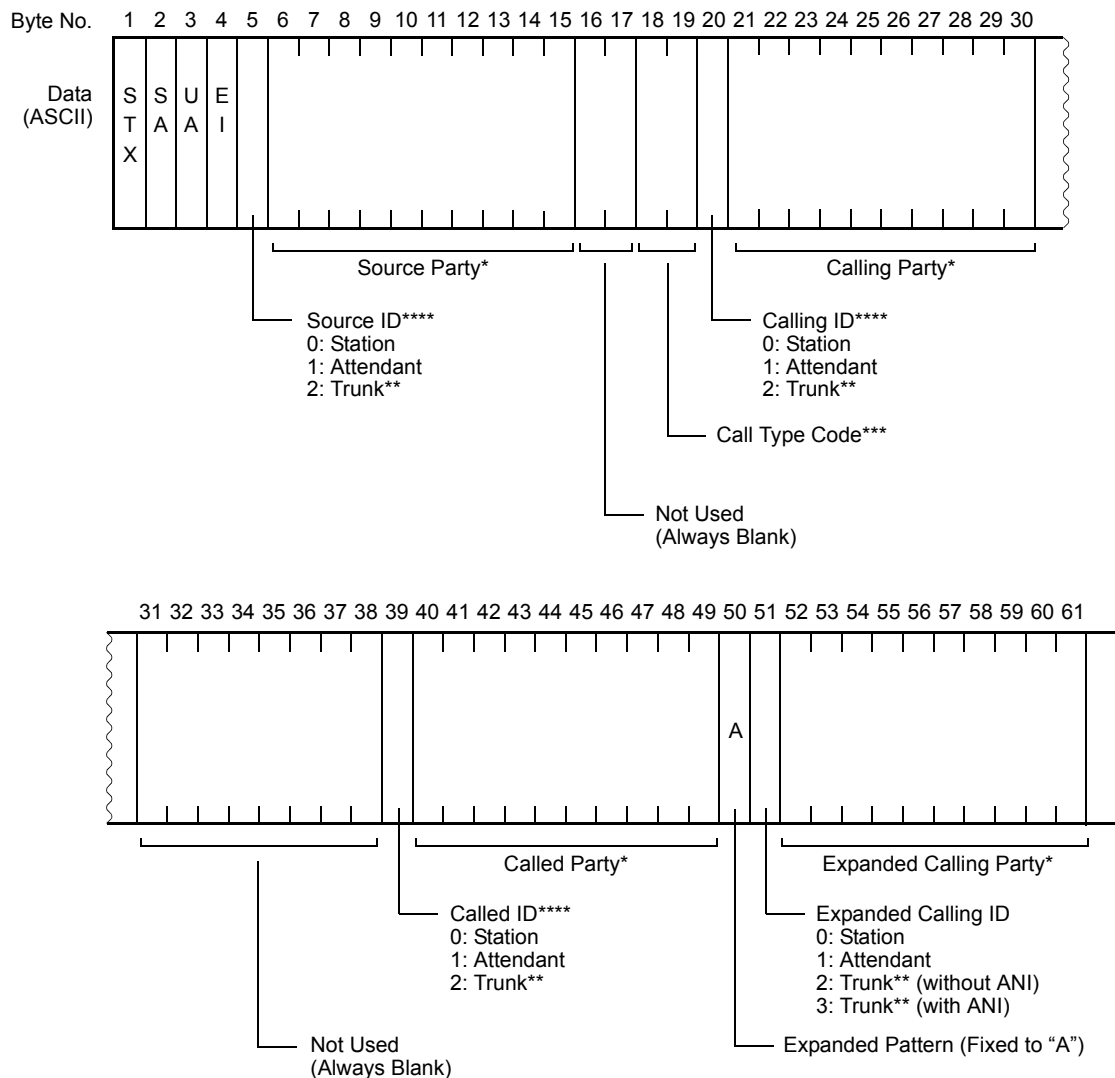 Byte No. 1 2 3 4 5 6 7 8 9 10 11 12 13 14 15 16 17 18 19 20 21 22 23 24 25 26 27 28 29 30
Data
(ASCII)
STX
SA
UA
EI
Source Party*
Calling Party*
Source ID****
0: Station
1: Attendant
2: Trunk**
Calling ID****
0: Station
1: Attendant
2: Trunk**
Call Type Code***
Not Used
(Always Blank)
31 32 33 34 35 36 37 38 39 40 41 42 43 44 45 46 47 48 49 50 51 52 53 54 55 56 57 58 59 60 61
A
Called Party*
Expanded Calling Party*
Called ID****
0: Station
1: Attendant
2: Trunk**
Expanded Calling ID
0: Station
1: Attendant
2: Trunk** (without ANI)
3: Trunk** (with ANI)
Not Used
(Always Blank)
Expanded Pattern (Fixed to “A”)